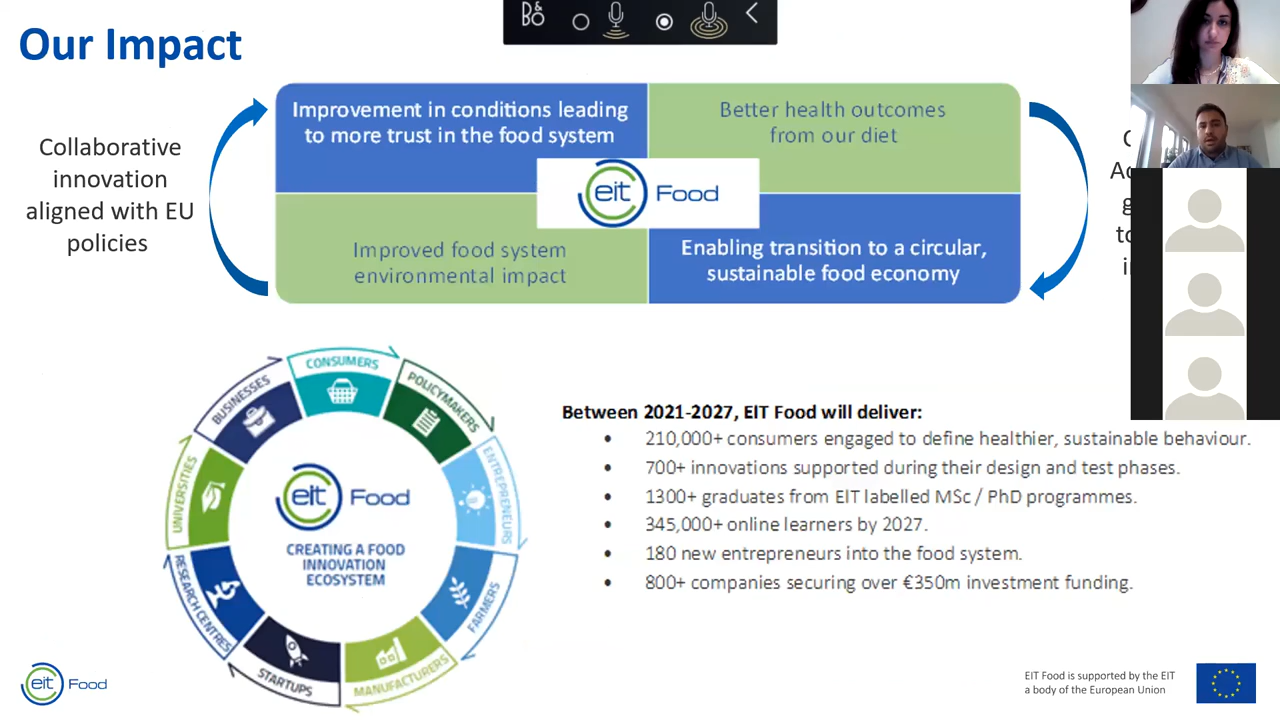 Our Impact
B&O
Collaborative
innovation
aligned with EU
policies
Improvement in conditions leading
to more trust in the food system
Better health outcomes
from our diet
eit Food
Improved food system
environmental impact
Enabling transition to a circular,
sustainable food economy
CONSUMERS
POLICYMAKERS
ENTREPRENEURS
FARMERS
MANUFACTURERS
STARTUPS
RESEARCH CENTRES
UNIVERSITIES
BUSINESSES
eit Food
CREATING A FOOD
INNOVATION
ECOSYSTEM
Between 2021-2027, EIT Food will deliver:
• 210,000+ consumers engaged to define healthier, sustainable behaviour.
• 700+ innovations supported during their design and test phases.
• 1300+ graduates from EIT labelled MSc / PhD programmes.
• 345,000+ online learners by 2027.
• 180 new entrepreneurs into the food system.
• 800+ companies securing over €350m investment funding.
eit Food
EIT Food is supported by the EIT
a body of the European Union